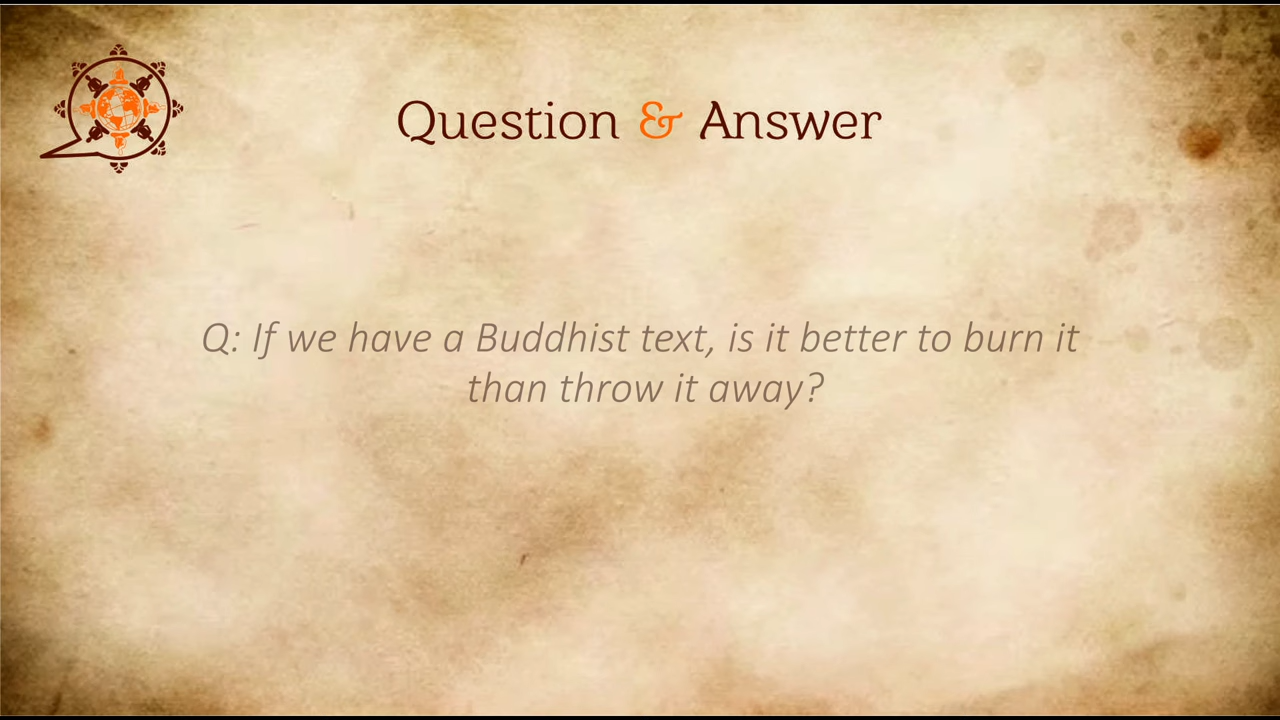 Question & Answer
Q: If we have a Buddhist text, is it better to burn it
than throw it away?